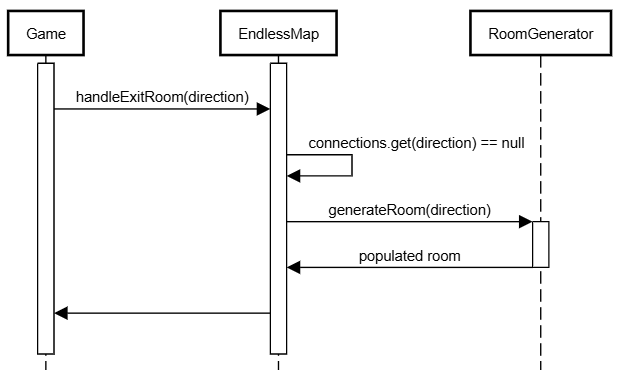 Game
EndlessMap
RoomGenerator
handleExitRoom(direction)
connections.get(direction) == null
generateRoom(direction)
populated room